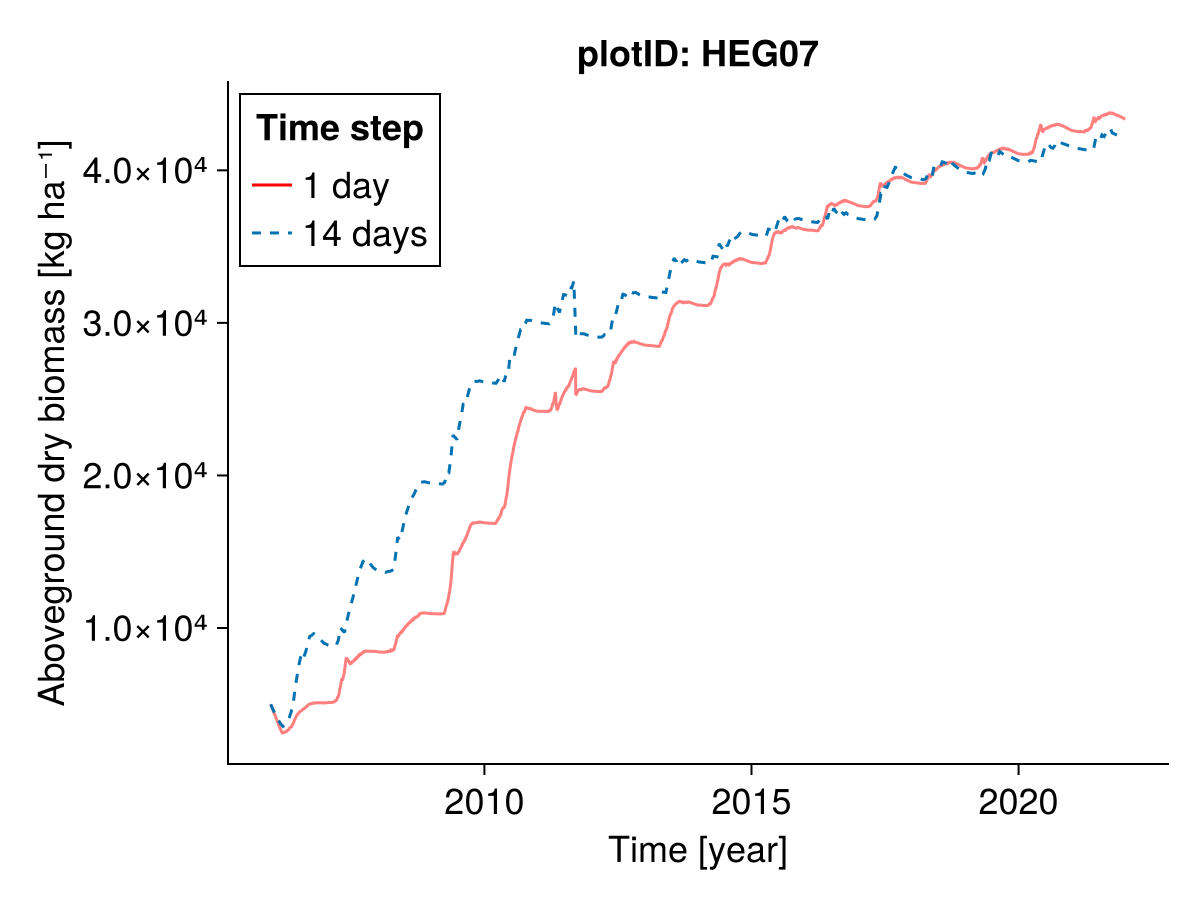 plotID: HEG07
Time step
1 day
14 days
Aboveground dry biomass [kg ha⁻¹]
4.0×10⁴
3.0×10⁴
2.0×10⁴
1.0×10⁴
2010
2015
2020
Time [year]